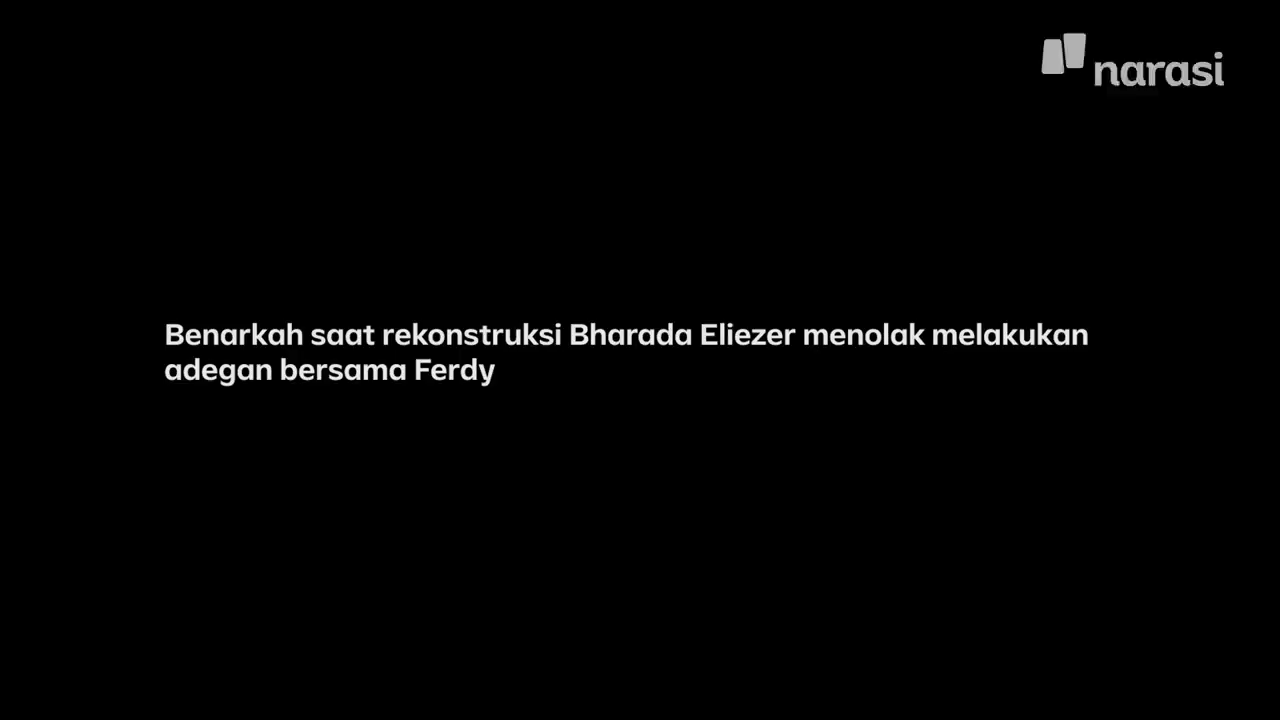 narasi
Benarkah saat rekonstruksi Bharada Eliezer menolak melakukan
adegan bersama Ferdy